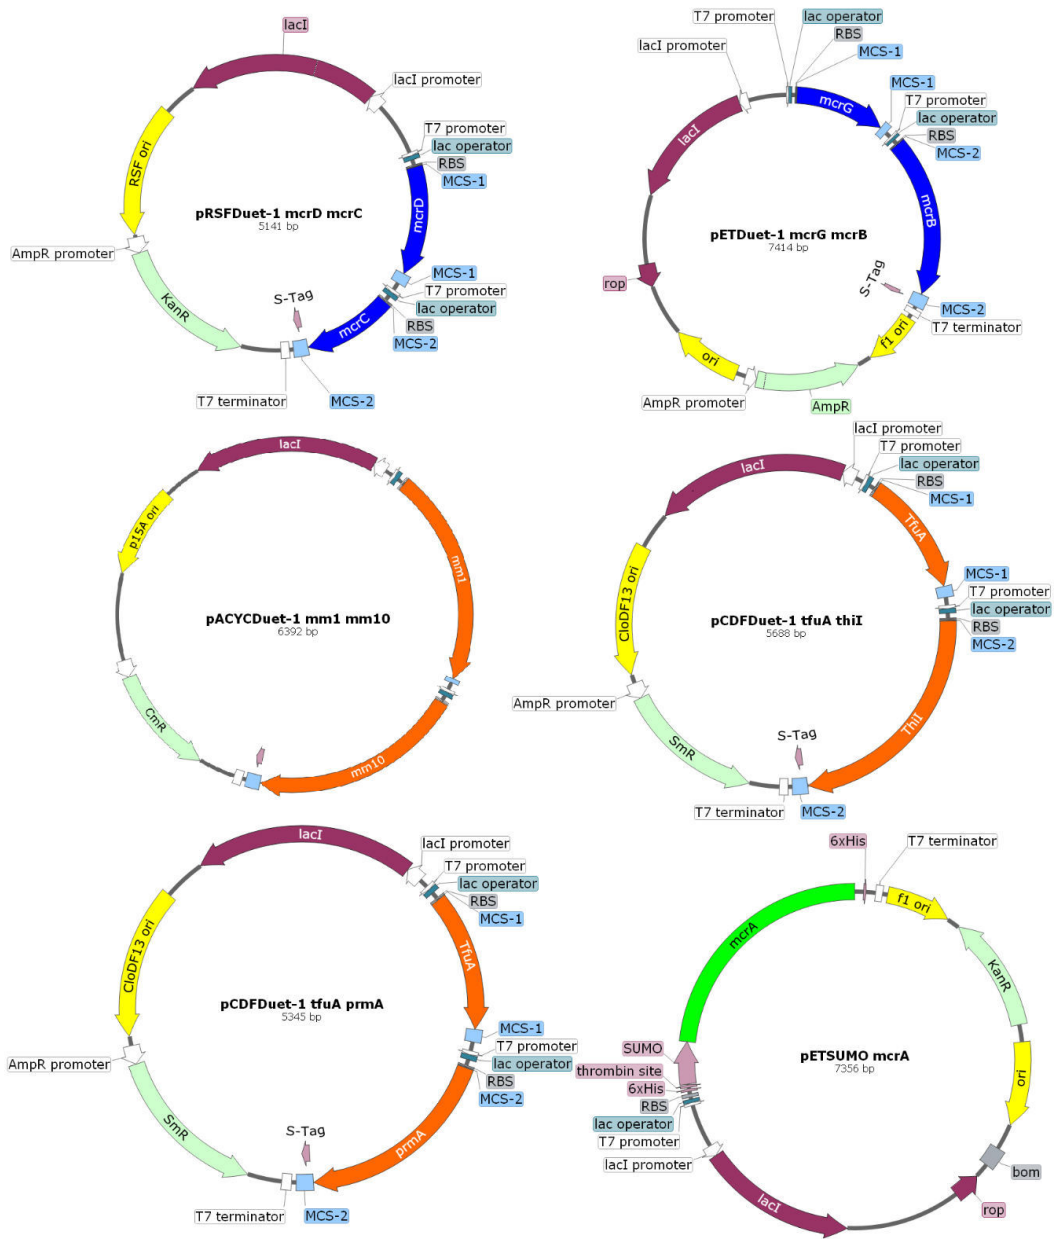 lacI
lacI promoter
T7 promoter
lac operator
RBS
MCS-1
mcrD
MCS-1
T7 promoter
lac operator
RBS
MCS-2
mcrC
S-Tag
MCS-2
T7 terminator
KanR
AmpR promoter
RSF ori
pRSFDuet-1 mcrD mcrC
5141 bp
T7 promoter
lac operator
RBS
MCS-1
lacI promoter
mcrG
MCS-1
T7 promoter
lac operator
RBS
MCS-2
mcrB
S-Tag
MCS-2
T7 terminator
f1 ori
AmpR
AmpR promoter
ori
rop
lacI
pETDuet-1 mcrG mcrB
7414 bp
lacI
mm1
mm10
CmR
p15A ori
pACYCDuet-1 mm1 mm10
6392 bp
lacI promoter
T7 promoter
lac operator
RBS
MCS-1
lacI
TfuA
MCS-1
T7 promoter
lac operator
RBS
MCS-2
ThiI
S-Tag
MCS-2
T7 terminator
SmR
AmpR promoter
CloDF13 ori
pCDFDuet-1 tfuA thiI
5688 bp
lacI
lacI promoter
T7 promoter
lac operator
RBS
MCS-1
TfuA
MCS-1
T7 promoter
lac operator
RBS
MCS-2
prmA
S-Tag
MCS-2
T7 terminator
SmR
AmpR promoter
CloDF13 ori
pCDFDuet-1 tfuA prmA
5345 bp
6xHis
T7 terminator
f1 ori
KanR
ori
bom
rop
lacI
lacI promoter
T7 promoter
lac operator
RBS
6xHis
thrombin site
SUMO
mcrA
pETSUMO mcrA
7356 bp